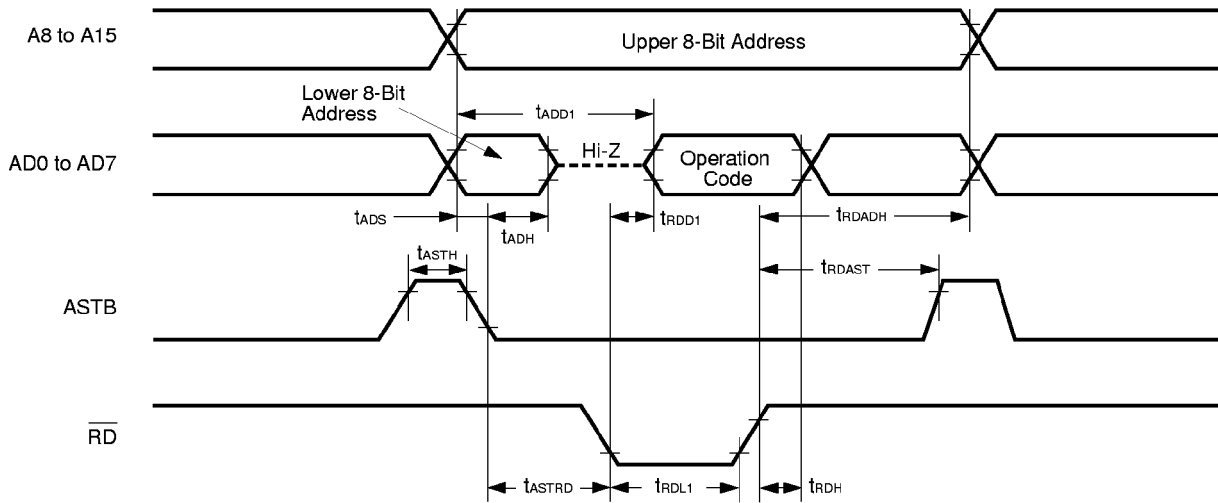 A8 to A15
Upper 8-Bit Address
Lower 8-Bit
Address
tADD1
AD0 to AD7
Hi-Z
Operation
Code
tADS
tADH
tRDD1
tRDADH
tASTH
tRDAST
ASTB
RD
tASTRD
tRDL1
tRDH